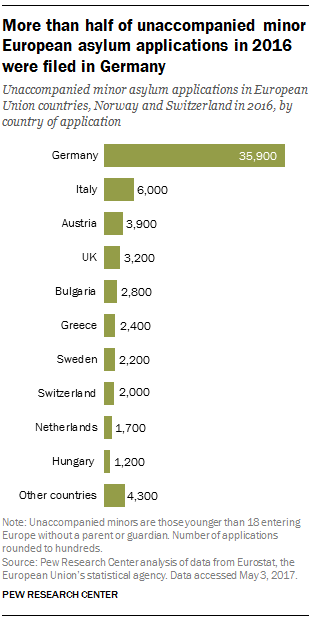 More than half of unaccompanied minor
European asylum applications in 2016
were filed in Germany
Unaccompanied minor asylum applications in European
Union countries, Norway and Switzerland in 2016, by
country of application
Germany 35,900
Italy 6,000
Austria 3,900
UK 3,200
Bulgaria 2,800
Greece 2,400
Sweden 2,200
Switzerland 2,000
Netherlands 1,700
Hungary 1,200
Other countries 4,300
Note: Unaccompanied minors are those younger than 18 entering
Europe without a parent or guardian. Number of applications
rounded to hundreds.
Source: Pew Research Center analysis of data from Eurostat, the
European Union's statistical agency. Data accessed May 3, 2017.
PEW RESEARCH CENTER